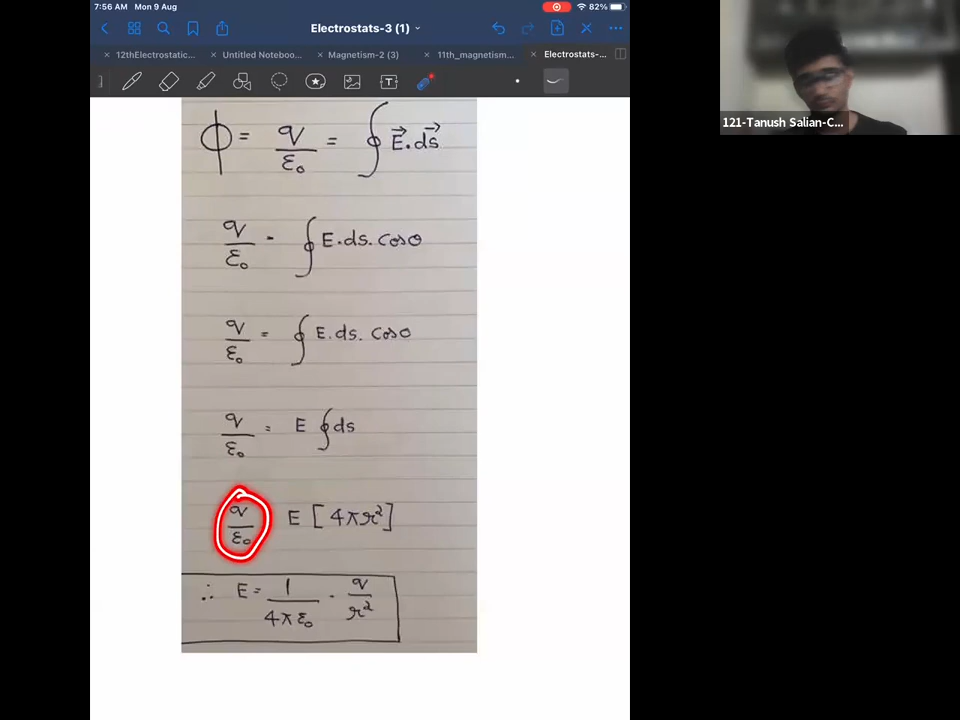 7:56 AM Mon 9 Aug
82%
Electrostats-3 (1)
12thElectrostatic...
Untitled Noteboo...
Magnetism-2 (3)
11th_magnetism...
Electrostats-...
121-Tanush Salian-C...
ϕ = q/ε₀ = ∮ E⃗.ds⃗
q/ε₀ = ∮ E.ds.cosθ
q/ε₀ = ∮ E.ds.cosθ
q/ε₀ = E ∮ds
q/ε₀ E [4πr²]
∴ E = 1/4πε₀ . q/r²